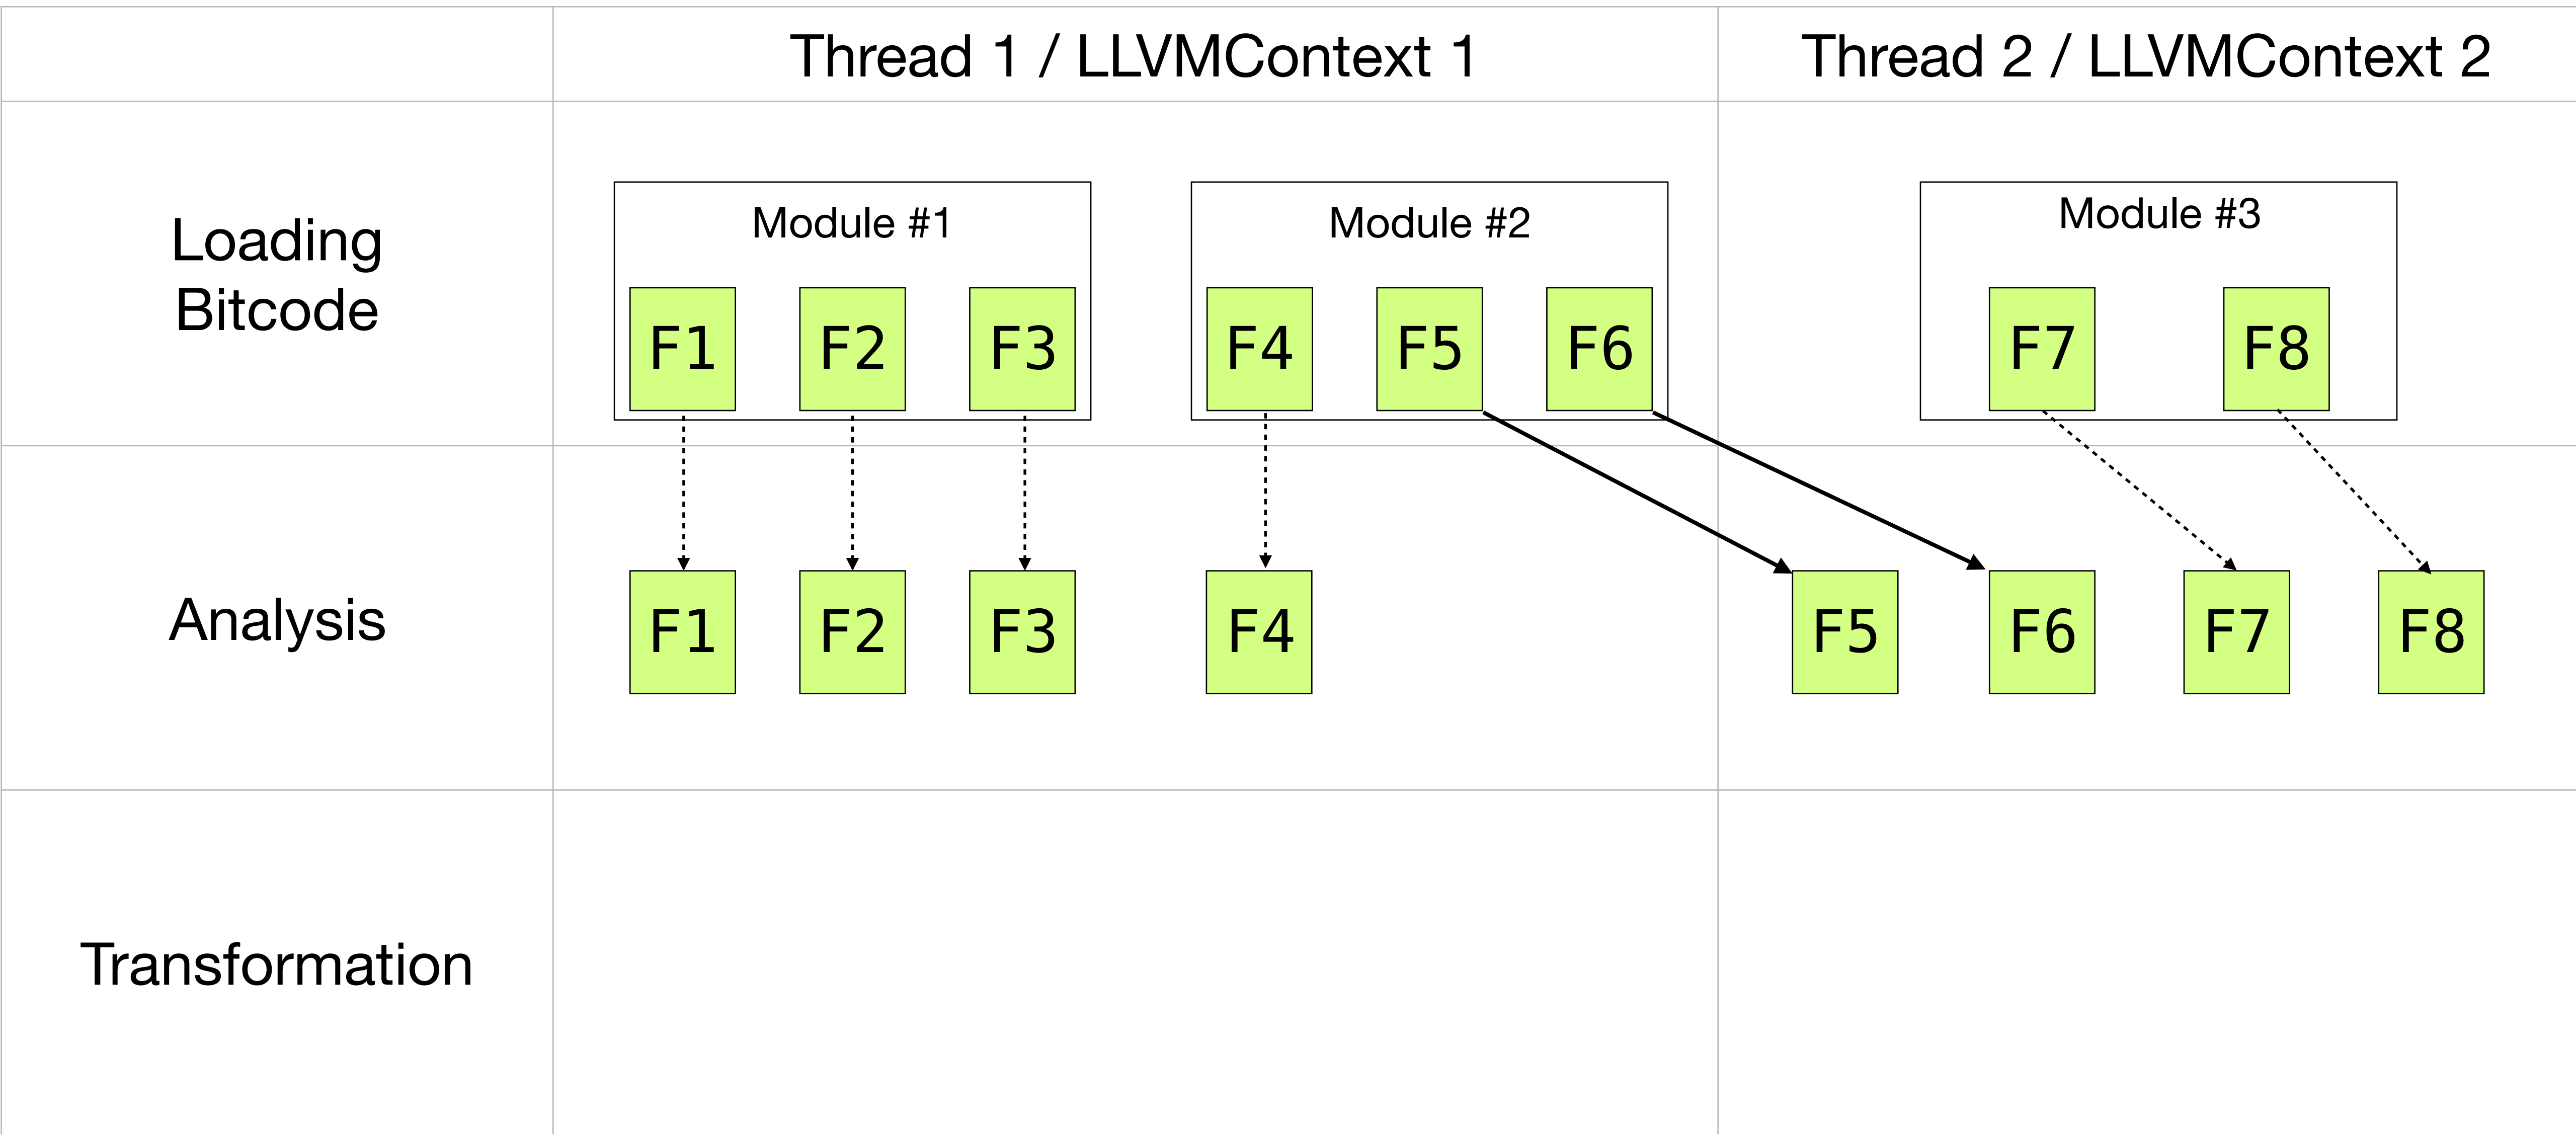 Thread 1 / LLVMContext 1
Thread 2 / LLVMContext 2
Loading
Bitcode
Module #1
Module #2
Module #3
F1
F2
F3
F4
F5
F6
F7
F8
Analysis
F1
F2
F3
F4
F5
F6
F7
F8
Transformation